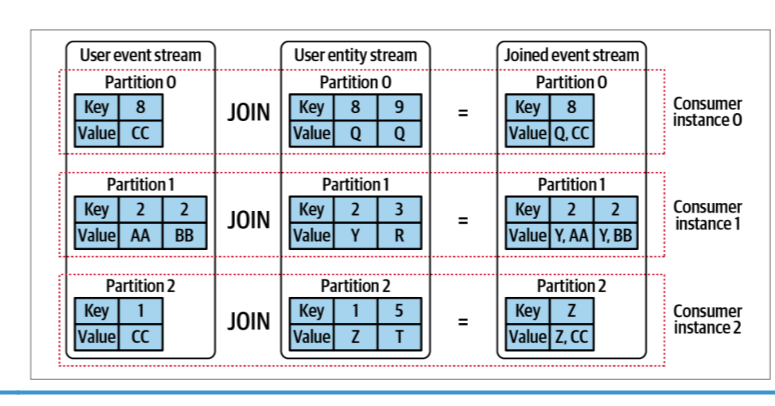 User event stream User entity stream Joined event stream
Partition 0 Partition 0 Partition 0
Key 8 JOIN Key 8 9 = Key 8 Consumer instance 0
Value CC Value Q Q Value Q, CC
Partition 1 Partition 1 Partition 1
Key 2 2 JOIN Key 2 3 = Key 2 2 Consumer instance 1
Value AA BB Value Y R Value Y, AA Y, BB
Partition 2 Partition 2 Partition 2
Key 1 JOIN Key 1 5 = Key Z Consumer instance 2
Value CC Value Z T Value Z, CC